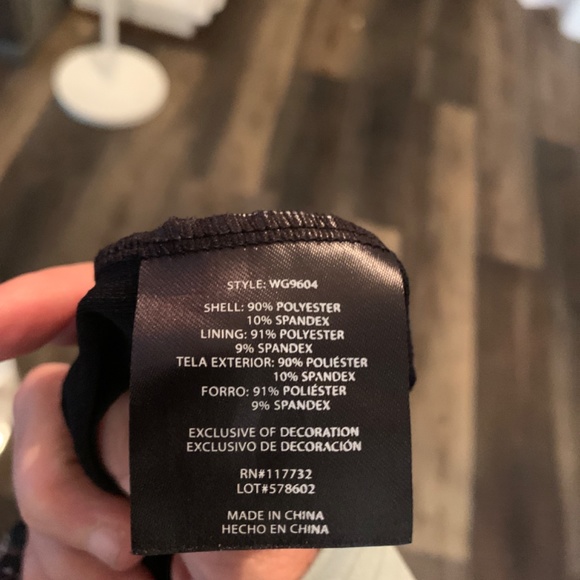 STYLE: WG9604
SHELL: 90% POLYESTER
10% SPANDEX
LINING: 91% POLYESTER
9% SPANDEX
TELA EXTERIOR: 90% POLIÉSTER
10% SPANDEX
FORRO: 91% POLIÉSTER
9% SPANDEX
EXCLUSIVE OF DECORATION
EXCLUSIVO DE DECORACIÓN
RN#117732
LOT#578602
MADE IN CHINA
HECHO EN CHINA